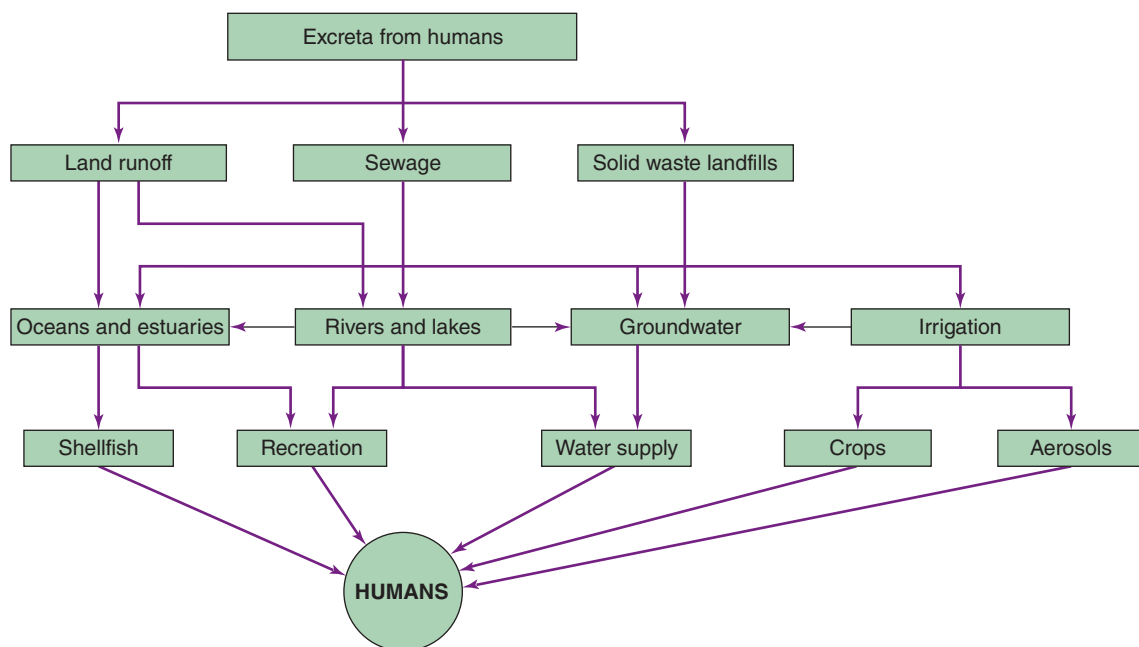 Excreta from humans
Land runoff
Sewage
Solid waste landfills
Oceans and estuaries
Rivers and lakes
Groundwater
Irrigation
Shellfish
Recreation
Water supply
Crops
Aerosols
HUMANS